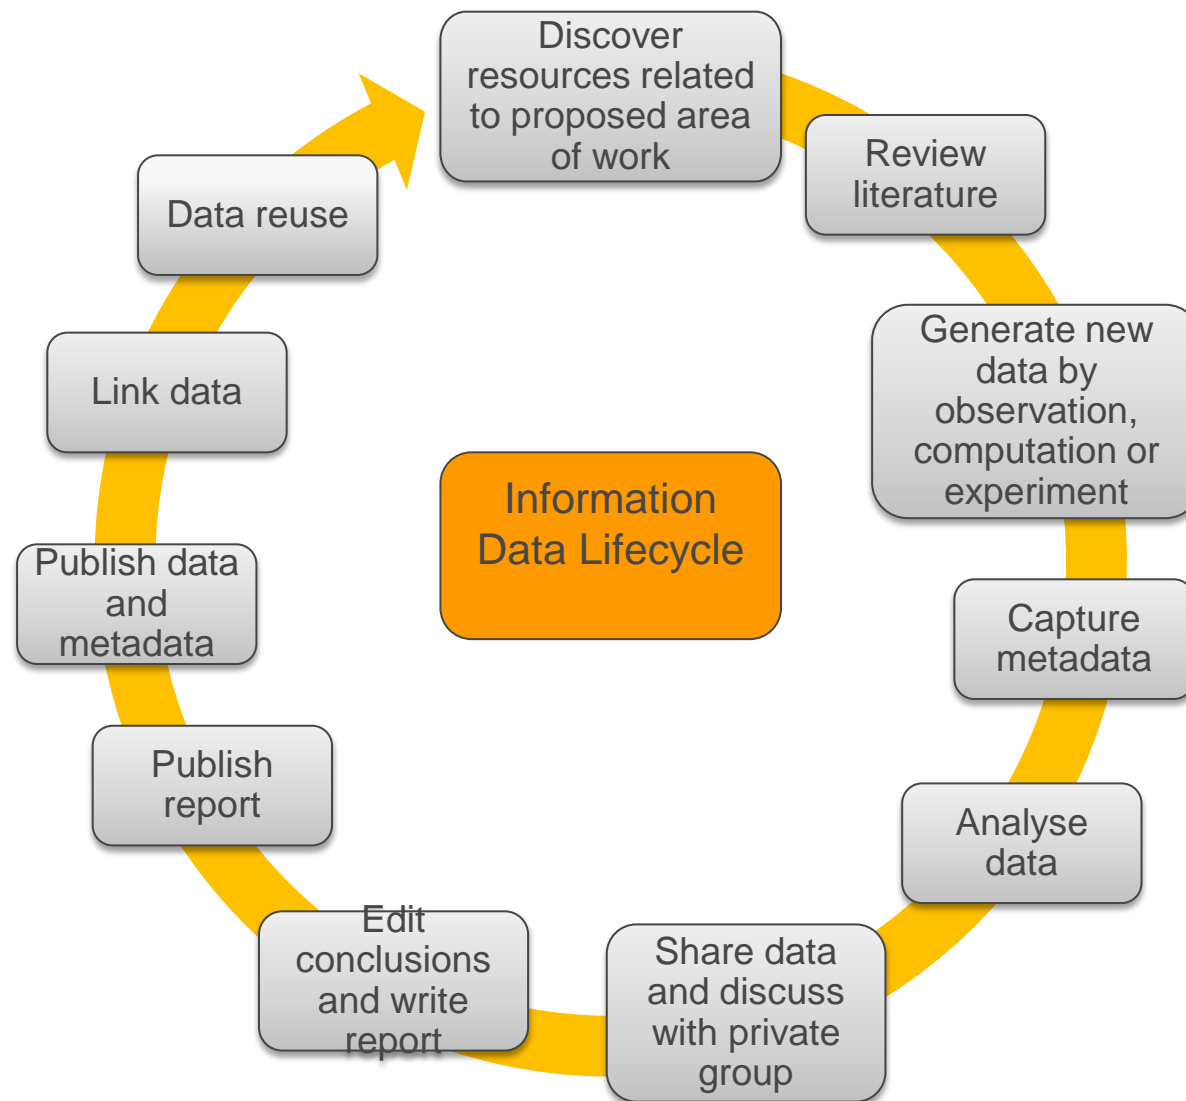 Discover
resources related
to proposed area
of work
Review
literature
Generate new
data by
observation,
computation or
experiment
Capture
metadata
Analyse
data
Share data
and discuss
with private
group
Edit
conclusions
and write
report
Publish
report
Publish data
and
metadata
Link data
Data reuse
Information
Data Lifecycle